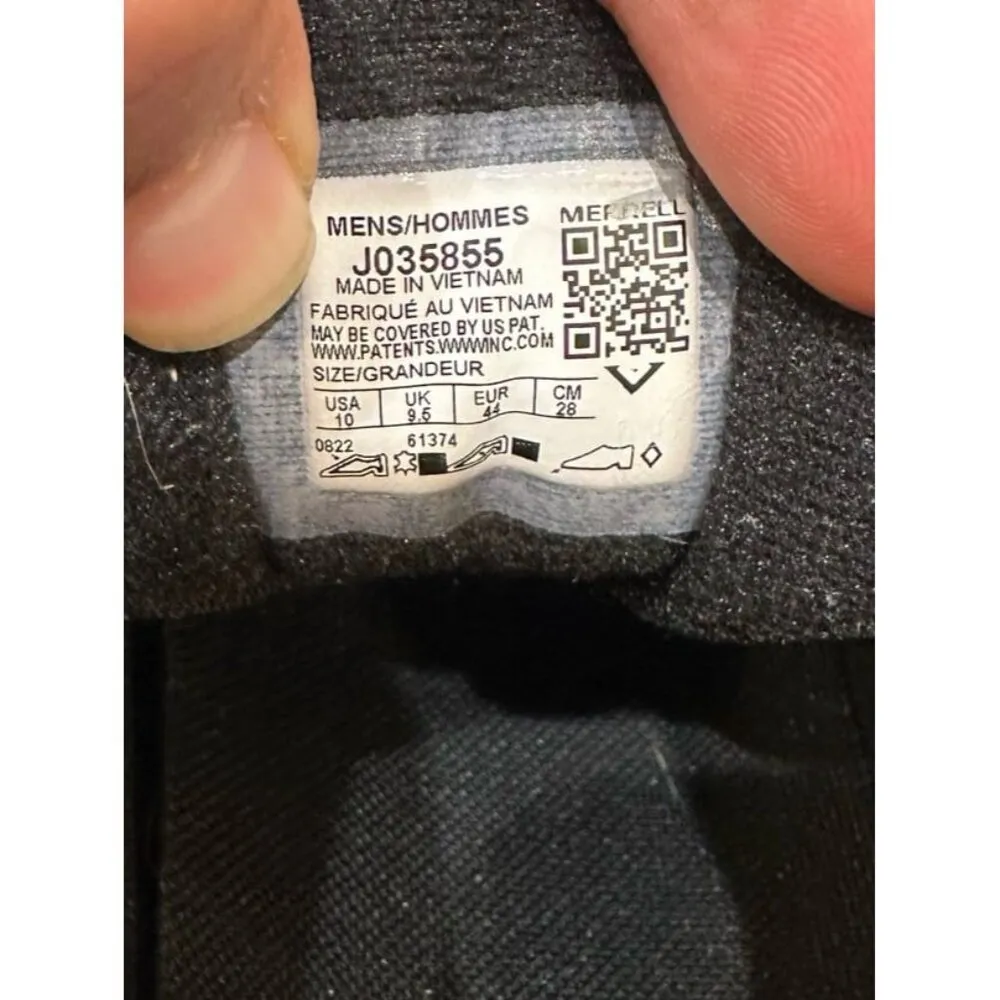 MENS/HOMMES
J035855
MADE IN VIETNAM
FABRIQUÉ AU VIETNAM
MAY BE COVERED BY US PAT.
WWW.PATENTS.WWWINC.COM
SIZE/GRANDEUR
USA UK EUR CM
10 9.5 44 28
0822 61374
MERRELL